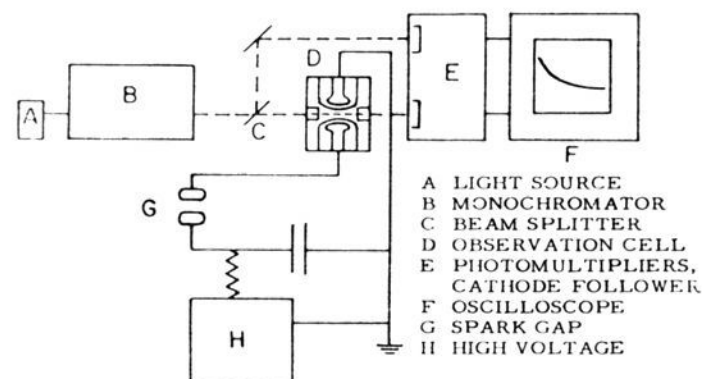 D
A
B
C
E
F
G
H
A LIGHT SOURCE
B MONOCHROMATOR
C BEAM SPLITTER
D OBSERVATION CELL
E PHOTOMULTIPLIERS,
CATHODE FOLLOWER
F OSCILLOSCOPE
G SPARK GAP
H HIGH VOLTAGE